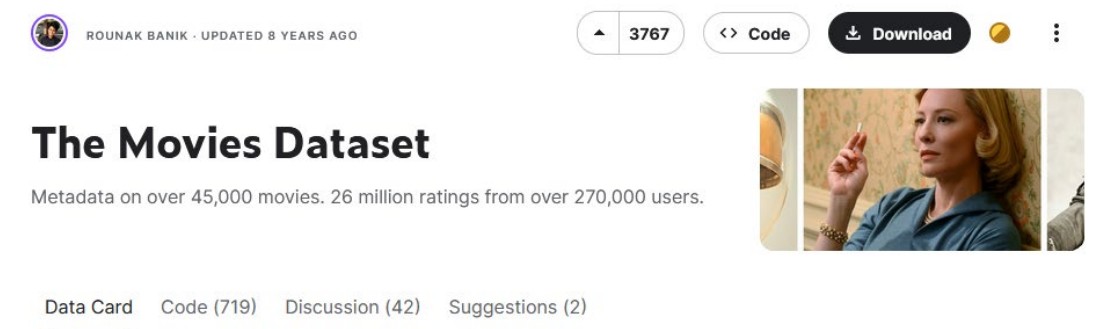 ROUNAK BANIK · UPDATED 8 YEARS AGO
3767
<> Code
Download
The Movies Dataset
Metadata on over 45,000 movies. 26 million ratings from over 270,000 users.
Data Card Code (719) Discussion (42) Suggestions (2)